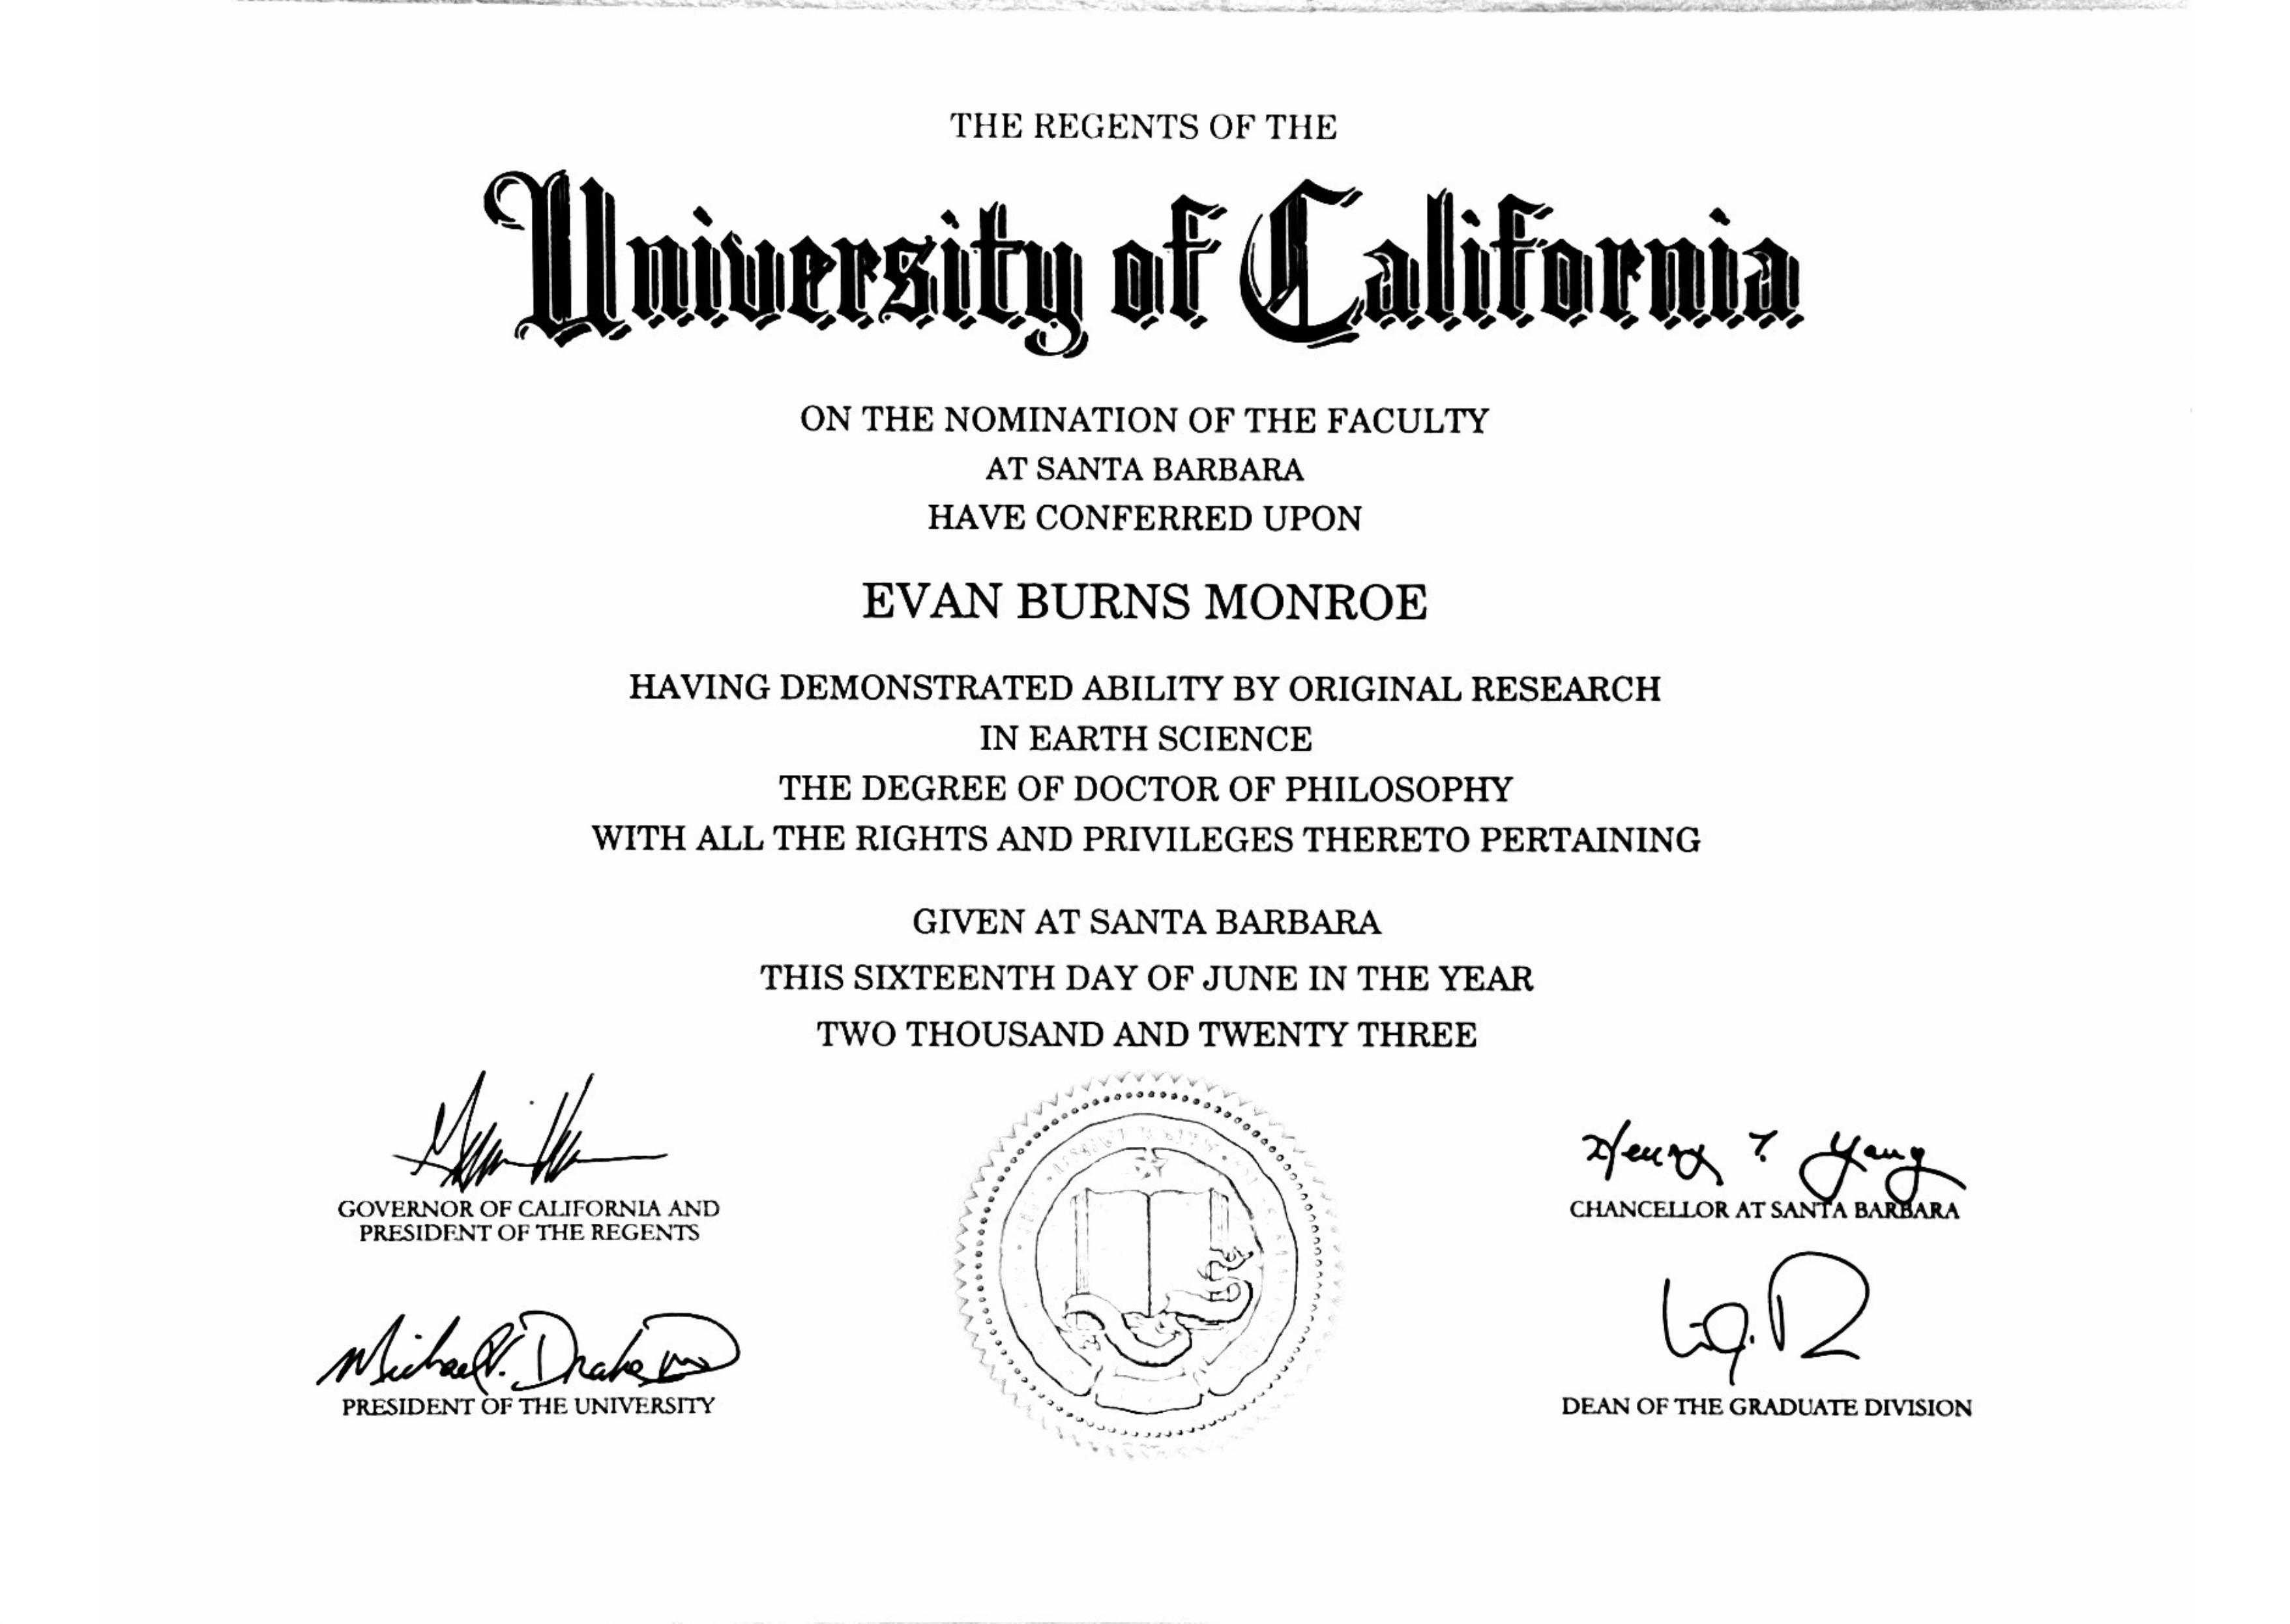 THE REGENTS OF THE
University of California
ON THE NOMINATION OF THE FACULTY
AT SANTA BARBARA
HAVE CONFERRED UPON
EVAN BURNS MONROE
HAVING DEMONSTRATED ABILITY BY ORIGINAL RESEARCH
IN EARTH SCIENCE
THE DEGREE OF DOCTOR OF PHILOSOPHY
WITH ALL THE RIGHTS AND PRIVILEGES THERETO PERTAINING
GIVEN AT SANTA BARBARA
THIS SIXTEENTH DAY OF JUNE IN THE YEAR
TWO THOUSAND AND TWENTY THREE
GOVERNOR OF CALIFORNIA AND
PRESIDENT OF THE REGENTS
Michael V. Drake MD
PRESIDENT OF THE UNIVERSITY
Henry T. Yang
CHANCELLOR AT SANTA BARBARA
DEAN OF THE GRADUATE DIVISION